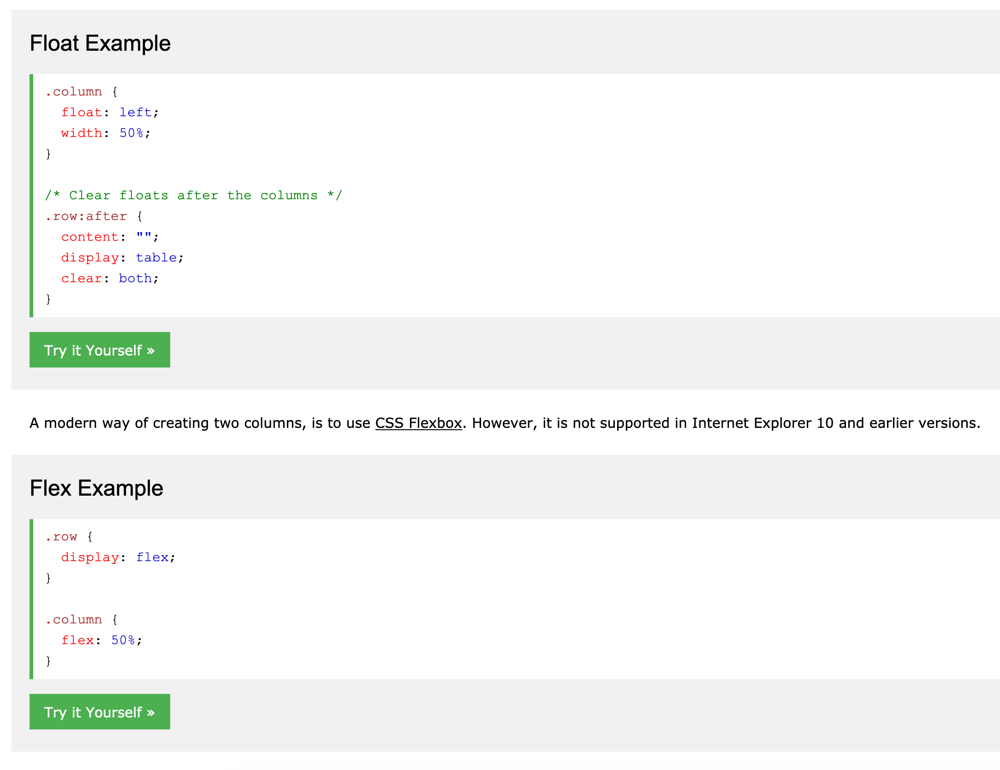 Float Example
.column {
  float: left;
  width: 50%;
}
/* Clear floats after the columns */
.row:after {
  content: "";
  display: table;
  clear: both;
}
Try it Yourself »
A modern way of creating two columns, is to use CSS Flexbox. However, it is not supported in Internet Explorer 10 and earlier versions.
Flex Example
.row {
  display: flex;
}
.column {
  flex: 50%;
}
Try it Yourself »